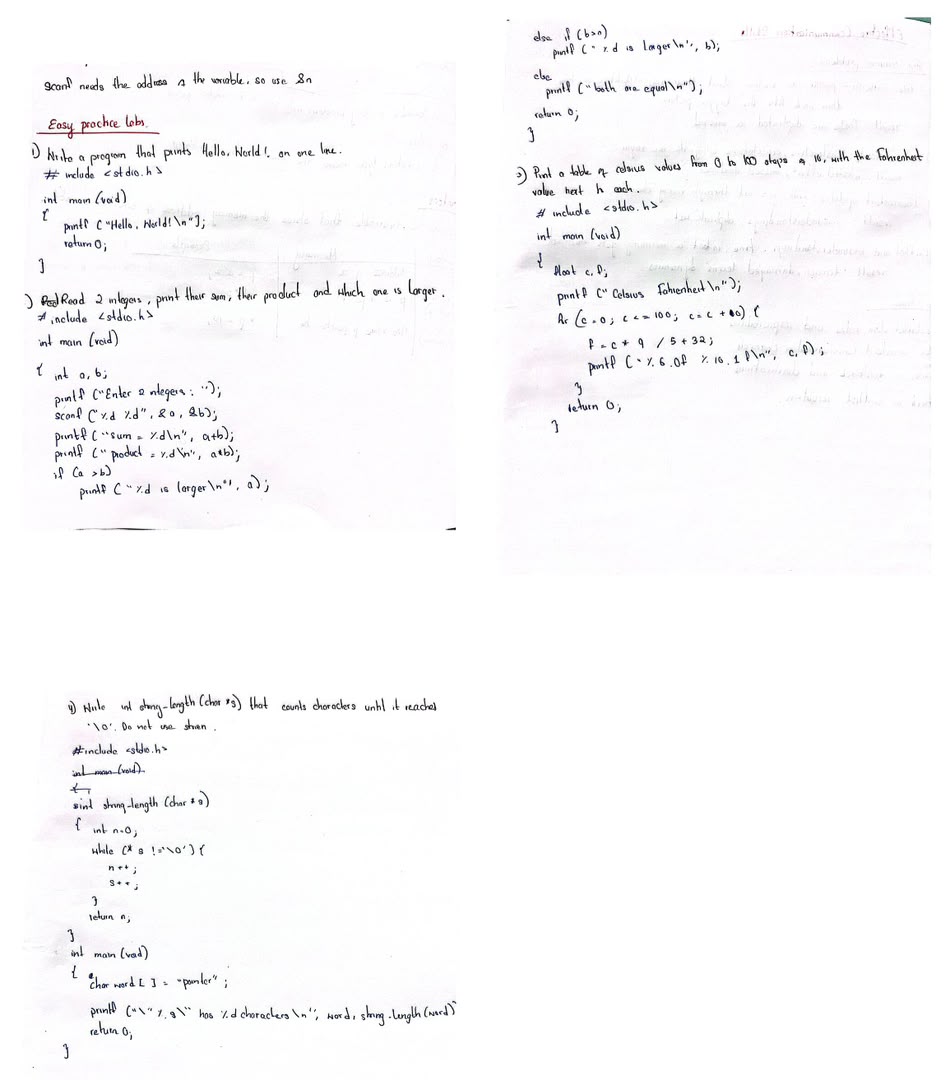 scanf needs the address of the variable, so use &n
Easy practice labs.
1) Write a program that prints Hello, World!, on one line.
# include <stdio.h>
int main (void)
{
printf ("Hello, World!\n"];
return 0;
}
) Read 2 integers, print their sum, their product and which one is larger.
# include <stdio.h>
int main (void)
{ int a, b;
printf ("Enter 2 integers : ");
scanf ("%d %d", &a, &b);
printf ("sum = %d\n", a+b);
printf (" product = %d\n", a*b);
if (a >b)
printf (" %d is larger\n", a);
else if (b>a)
printf (" %d is larger\n", b);
else
printf ("both are equal\n");
return 0;
}
3) Print a table of celsius values from 0 to 100 steps of 10, with the Fahrenheit
value next to each.
# include <stdio.h>
int main (void)
{
float c, f;
printf (" Celsius Fahrenheit\n");
for (c=0; c<=100; c=c+10) {
f = c * 9 / 5 + 32;
printf (" %6.0f %10.1f\n", c, f);
}
return 0;
}
4) Write int string_length (char *s) that counts characters until it reaches
'\0'. Do not use strlen.
#include <stdio.h>
int main (void)
{
int string_length (char *s)
{ int n=0;
while (*s !='\0') {
n++;
s++;
}
return n;
}
int main (void)
{ char word [ ] = "pointer" ;
printf ("\"%s\" has %d characters\n", word, string_length (word)
return 0;
}